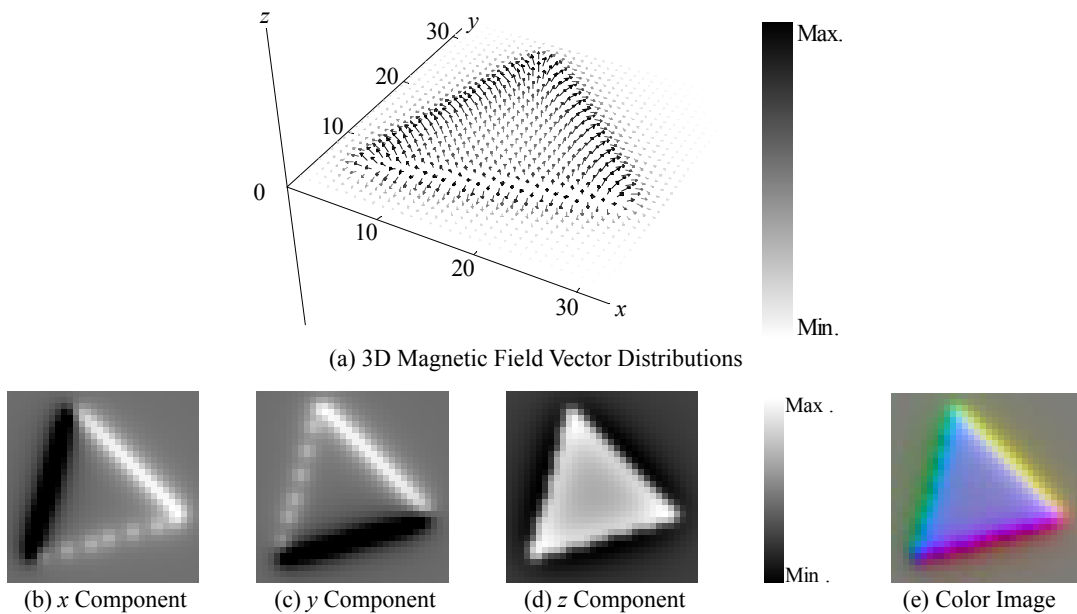 z
y
30
20
10
0
10
20
30
x
Max.
Min.
(a) 3D Magnetic Field Vector Distributions
Max .
Min .
(b) x Component
(c) y Component
(d) z Component
(e) Color Image